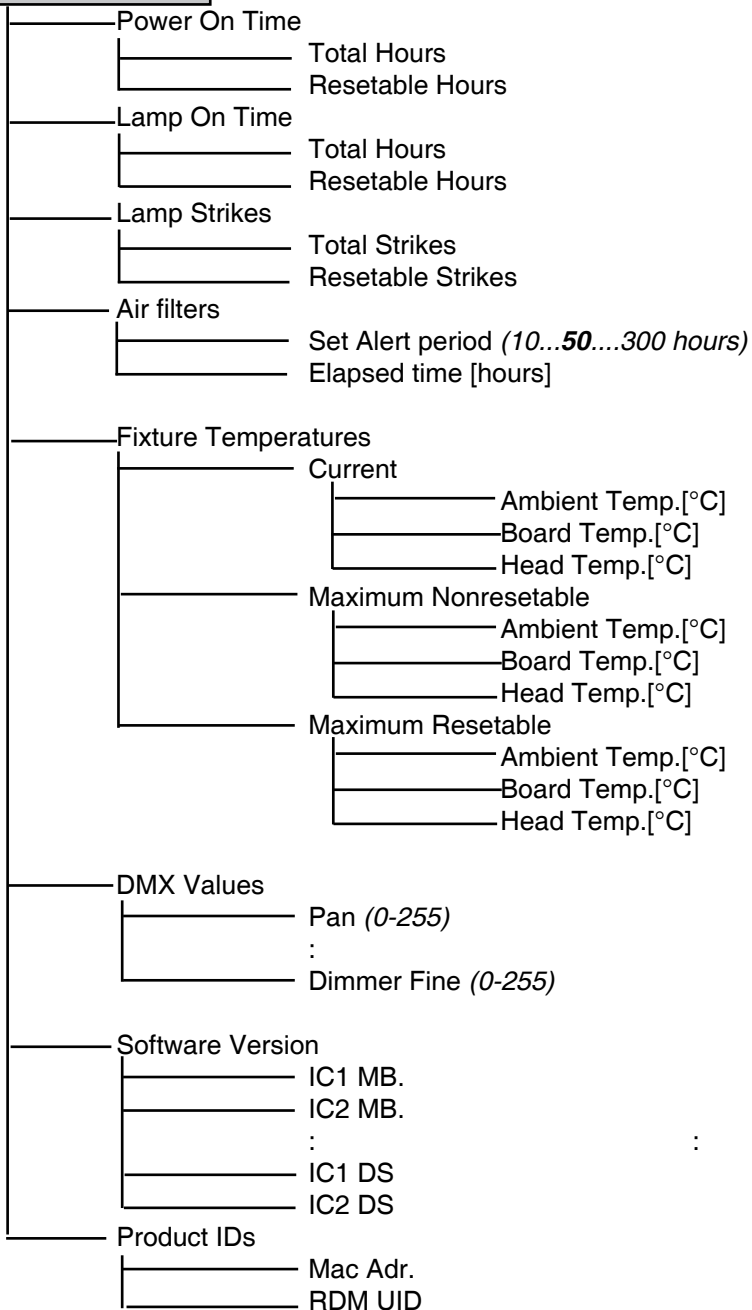 Power On Time
Total Hours
Resetable Hours
Lamp On Time
Total Hours
Resetable Hours
Lamp Strikes
Total Strikes
Resetable Strikes
Air filters
Set Alert period (10...50....300 hours)
Elapsed time [hours]
Fixture Temperatures
Current
Ambient Temp.[°C]
Board Temp.[°C]
Head Temp.[°C]
Maximum Nonresetable
Ambient Temp.[°C]
Board Temp.[°C]
Head Temp.[°C]
Maximum Resetable
Ambient Temp.[°C]
Board Temp.[°C]
Head Temp.[°C]
DMX Values
Pan (0-255)
:
Dimmer Fine (0-255)
Software Version
IC1 MB.
IC2 MB.
: :
IC1 DS
IC2 DS
Product IDs
Mac Adr.
RDM UID